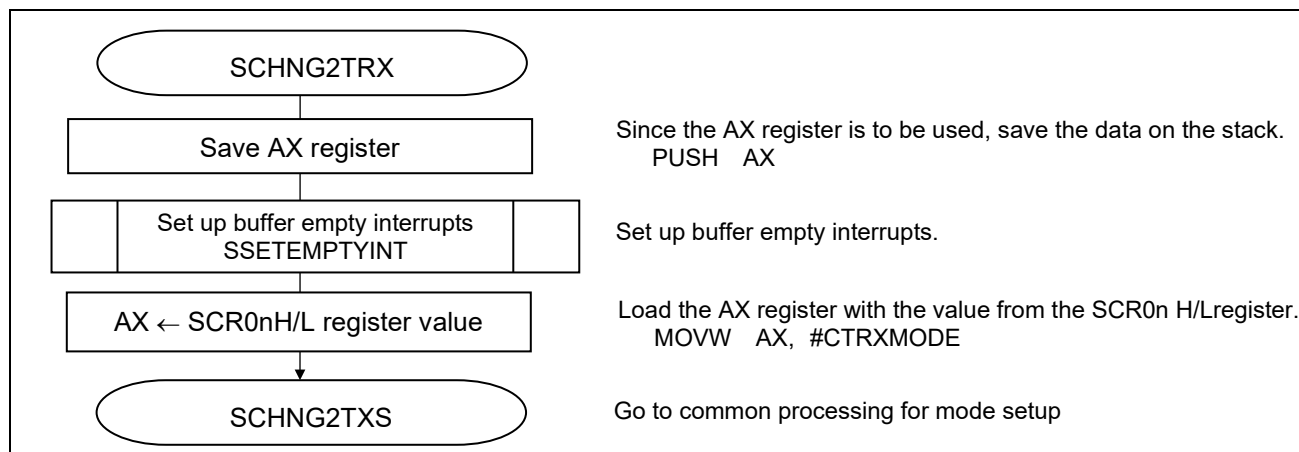 SCHNG2TRX
Save AX register
Since the AX register is to be used, save the data on the stack.
PUSH AX
Set up buffer empty interrupts
SSETEMPTYINT
Set up buffer empty interrupts.
AX ← SCR0nH/L register value
Load the AX register with the value from the SCR0n H/Lregister.
MOVW AX, #CTRXMODE
SCHNG2TXS
Go to common processing for mode setup